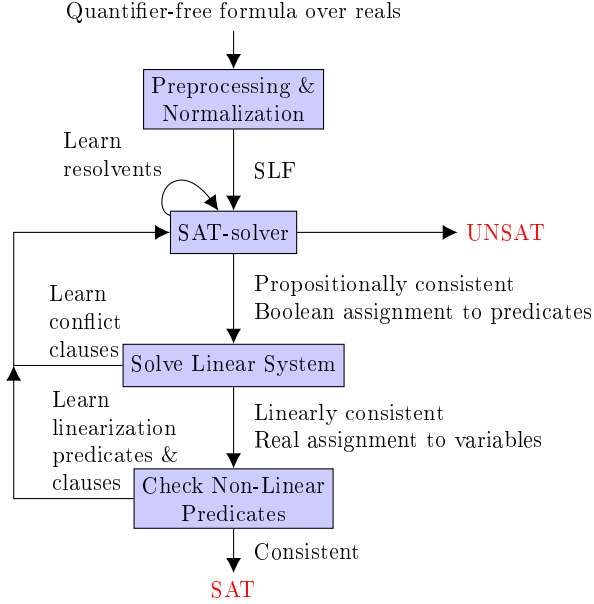 Quantifier-free formula over reals
Preprocessing &
Normalization
Learn
resolvents
SLF
SAT-solver
UNSAT
Propositionally consistent
Boolean assignment to predicates
Learn
conflict
clauses
Solve Linear System
Linearly consistent
Real assignment to variables
Learn
linearization
predicates &
clauses
Check Non-Linear
Predicates
Consistent
SAT